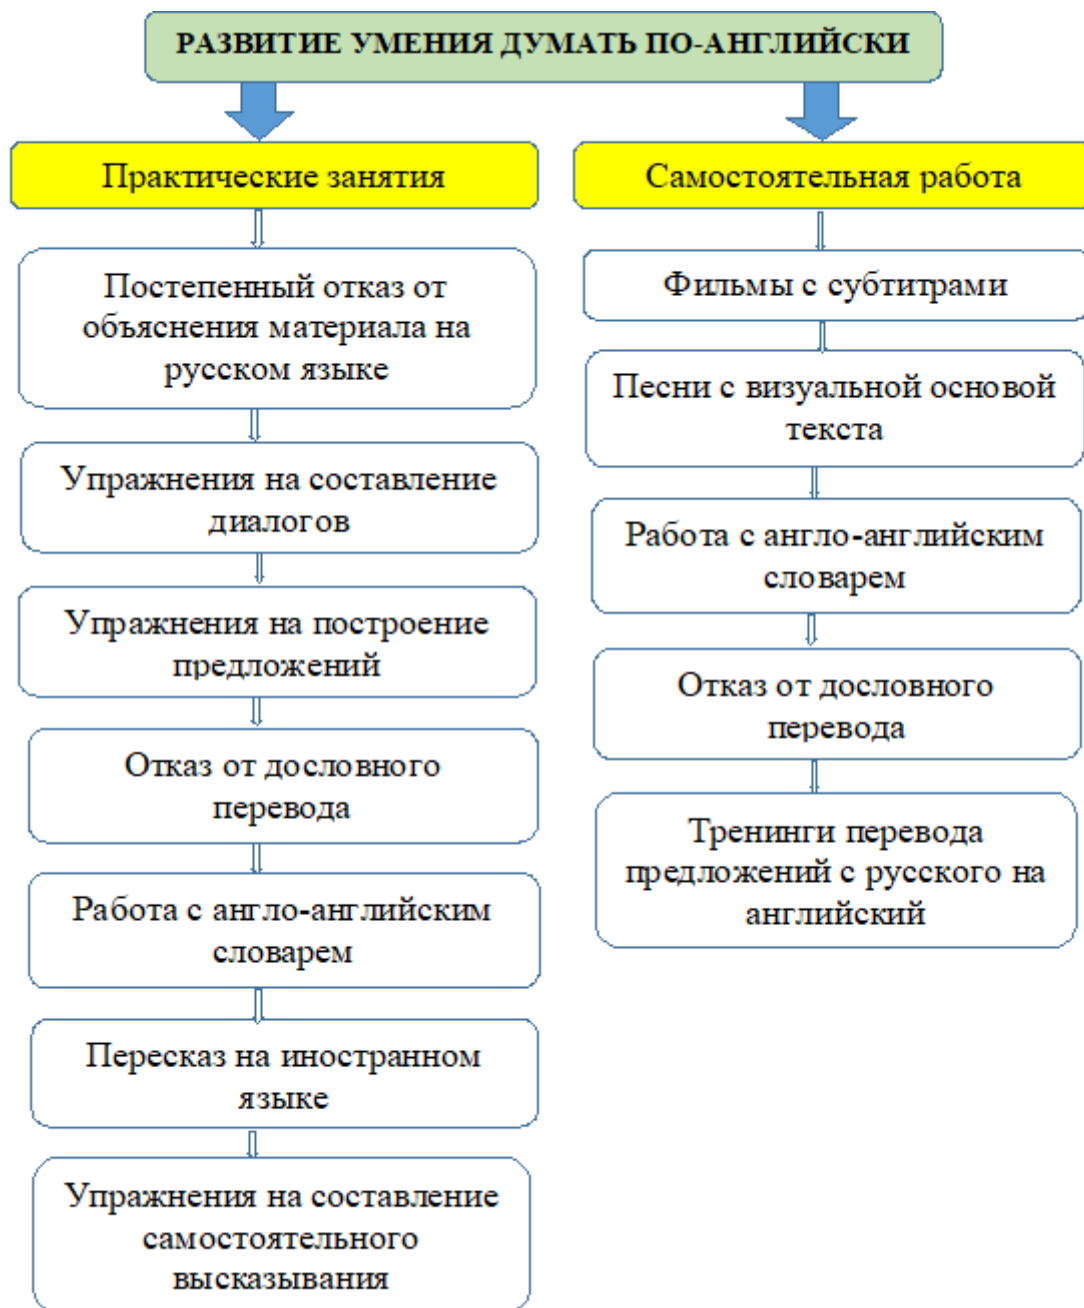 РАЗВИТИЕ УМЕНИЯ ДУМАТЬ ПО-АНГЛИЙСКИ
Практические занятия
Постепенный отказ от
объяснения материала на
русском языке
Упражнения на составление
диалогов
Упражнения на построение
предложений
Отказ от дословного
перевода
Работа с англо-английским
словарем
Пересказ на иностранном
языке
Упражнения на составление
самостоятельного
высказывания
Самостоятельная работа
Фильмы с субтитрами
Песни с визуальной основой
текста
Работа с англо-английским
словарем
Отказ от дословного
перевода
Тренинги перевода
предложений с русского на
английский